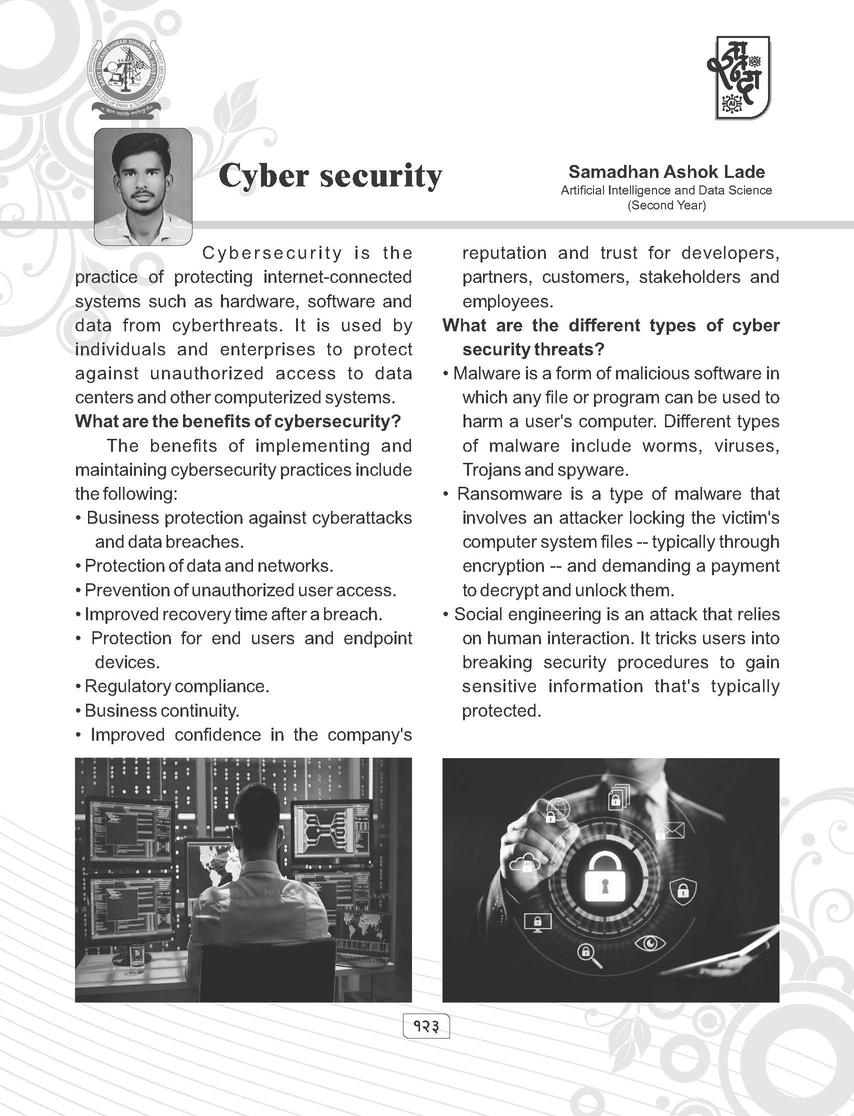 Cyber security
Samadhan Ashok Lade
Artificial Intelligence and Data Science
(Second Year)
Cybersecurity is the
practice of protecting internet-connected
systems such as hardware, software and
data from cyberthreats. It is used by
individuals and enterprises to protect
against unauthorized access to data
centers and other computerized systems.
What are the benefits of cybersecurity?
The benefits of implementing and
maintaining cybersecurity practices include
the following:
• Business protection against cyberattacks
and data breaches.
• Protection of data and networks.
• Prevention of unauthorized user access.
• Improved recovery time after a breach.
• Protection for end users and endpoint
devices.
• Regulatory compliance.
• Business continuity.
• Improved confidence in the company's
reputation and trust for developers,
partners, customers, stakeholders and
employees.
What are the different types of cyber
security threats?
• Malware is a form of malicious software in
which any file or program can be used to
harm a user's computer. Different types
of malware include worms, viruses,
Trojans and spyware.
• Ransomware is a type of malware that
involves an attacker locking the victim's
computer system files -- typically through
encryption -- and demanding a payment
to decrypt and unlock them.
• Social engineering is an attack that relies
on human interaction. It tricks users into
breaking security procedures to gain
sensitive information that's typically
protected.
१२३